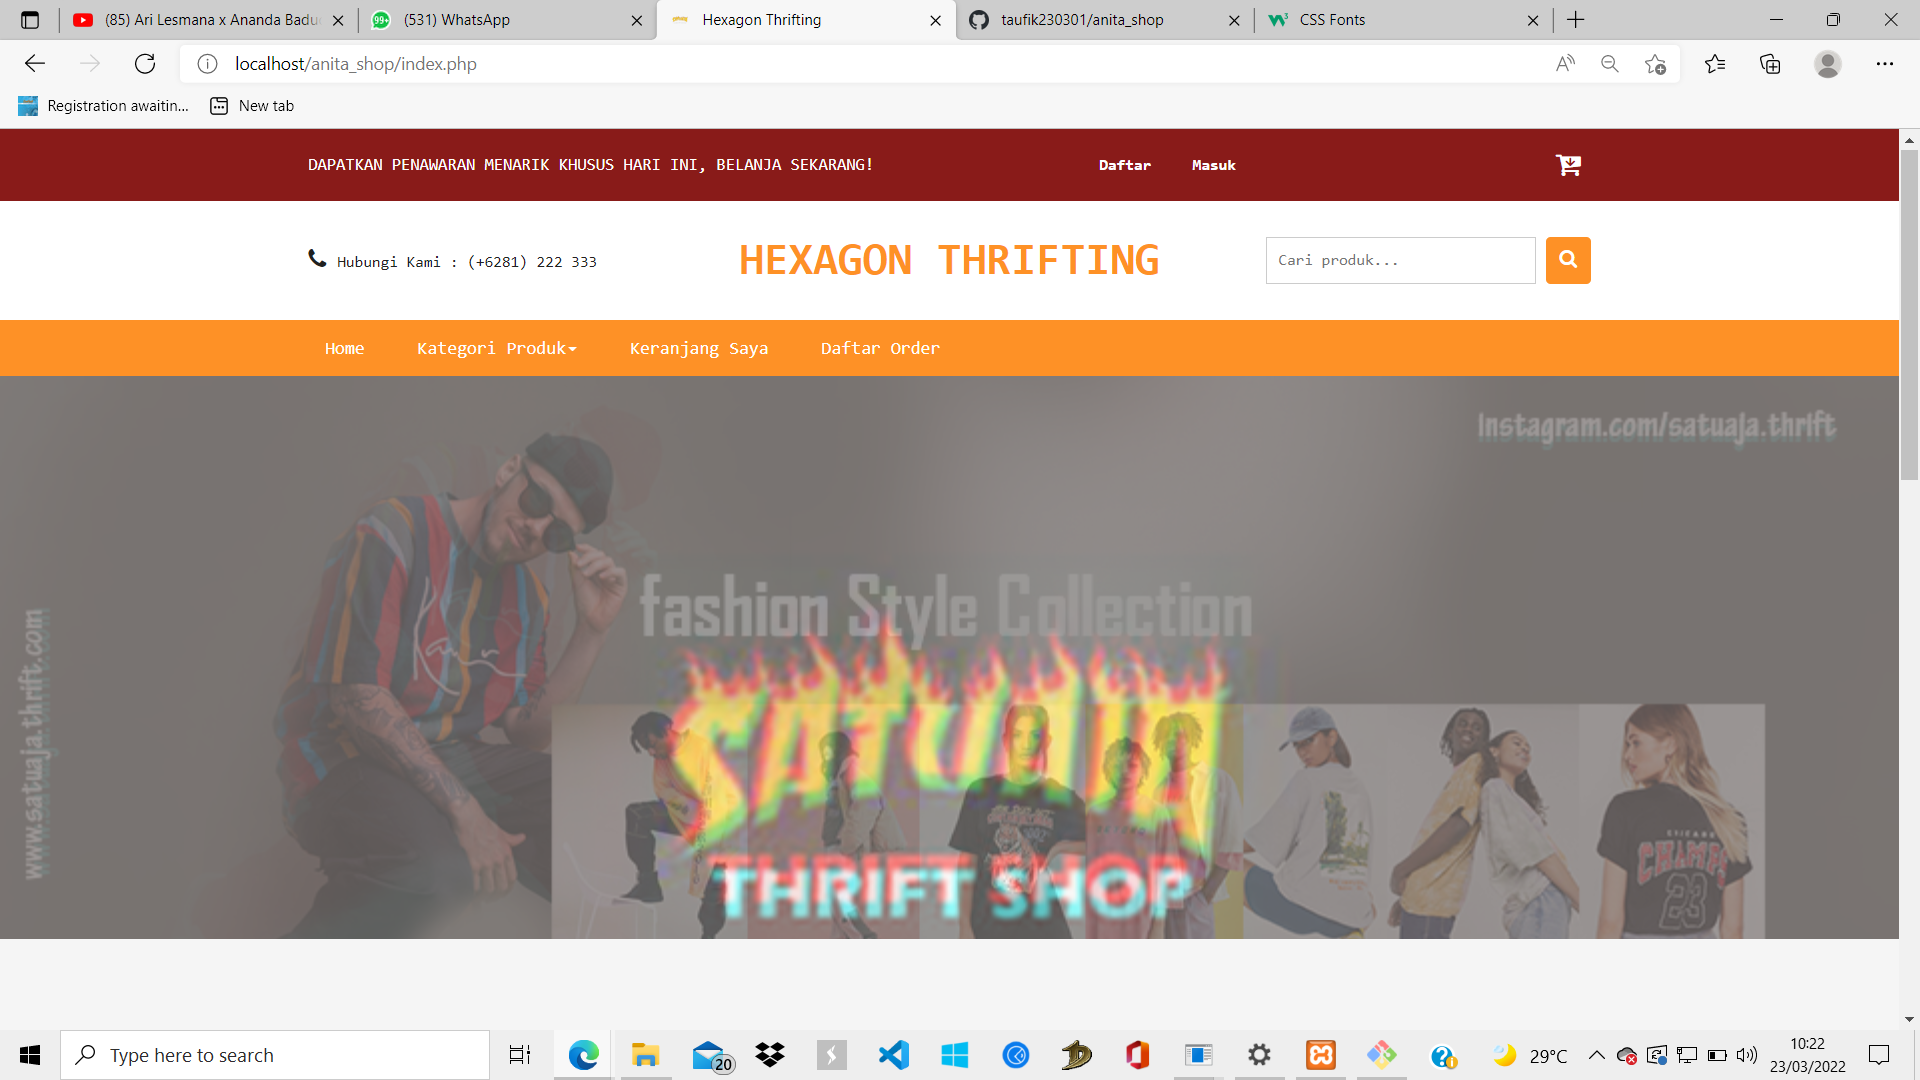 (85) Ari Lesmana x Ananda Badu
(531) WhatsApp
Hexagon Thrifting
taufik230301/anita_shop
CSS Fonts
localhost/anita_shop/index.php
Registration awaitin...
New tab
DAPATKAN PENAWARAN MENARIK KHUSUS HARI INI, BELANJA SEKARANG!
Daftar
Masuk
Hubungi Kami : (+6281) 222 333
HEXAGON THRIFTING
Cari produk...
Home
Kategori Produk
Keranjang Saya
Daftar Order
Instagram.com/satuaja.thrift
www.satuaja.thrift.com
fashion Style Collection
SATUAJA
THRIFT SHOP
CHICAGO
CHAMPS
23
Type here to search
99+
20
29°C
10:22
23/03/2022